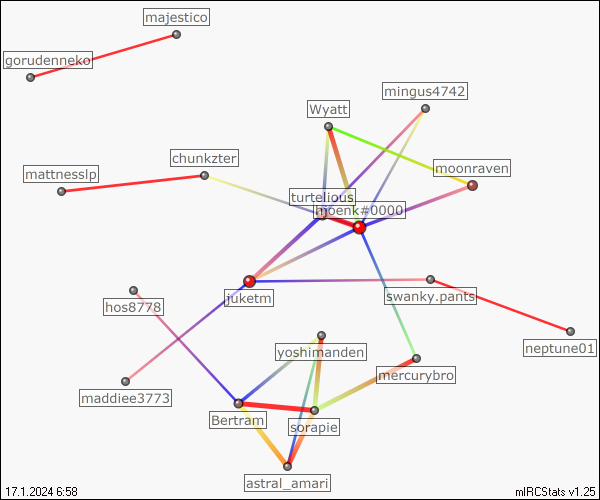 majestico
gorudenneko
mingus4742
Wyatt
chunkzter
moonraven
mattnesslp
turtelious
moenk#0000
juketm
swanky.pants
hos8778
neptune01
yoshimanden
mercurybro
maddiee3773
Bertram
sorapie
astral_amari
17.1.2024 6:58
mIRCStats v1.25